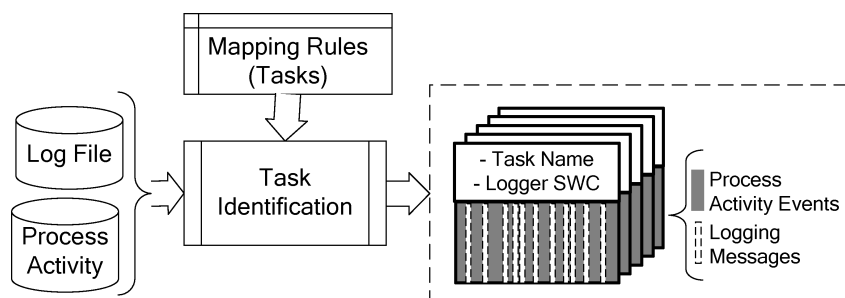 Mapping Rules
(Tasks)
Log File
Process
Activity
Task
Identification
- Task Name
- Logger SWC
Process
Activity Events
Logging
Messages